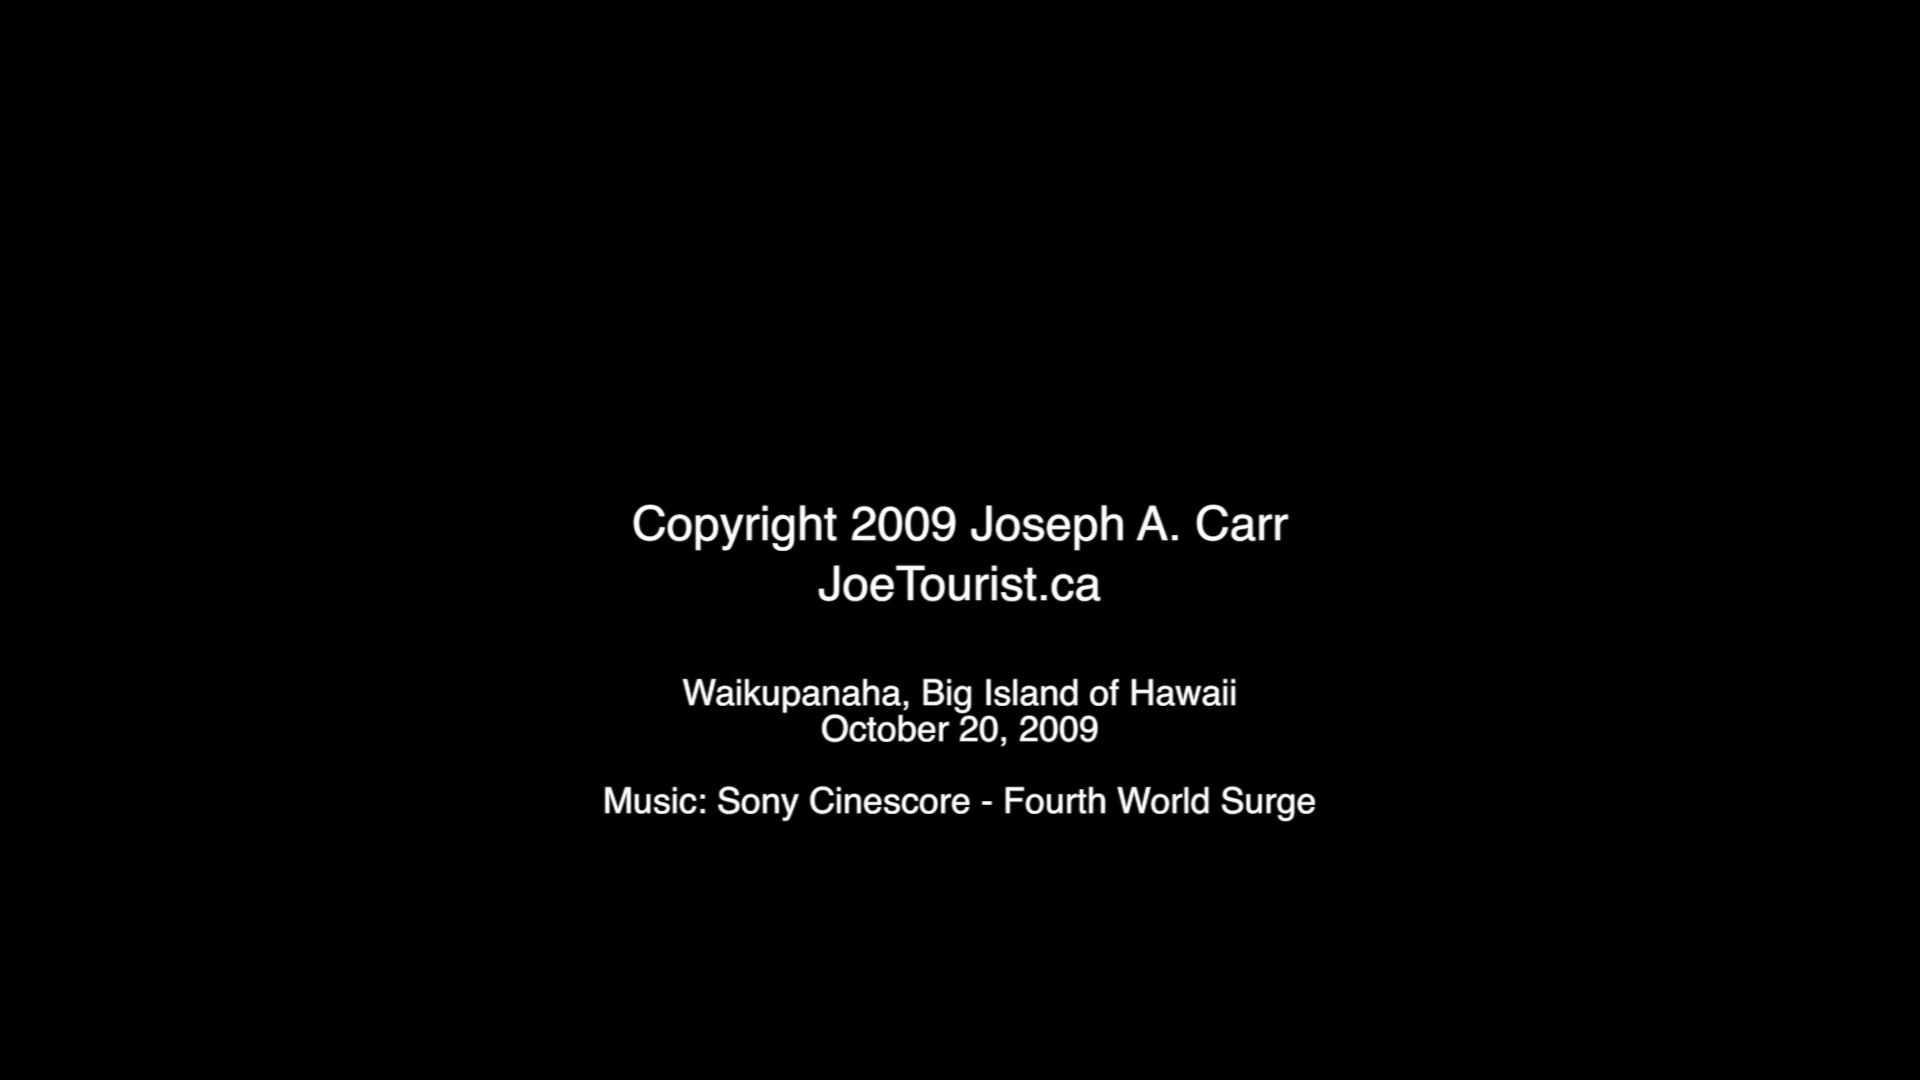 Copyright 2009 Joseph A. Carr
JoeTourist.ca
Waikupanaha, Big Island of Hawaii
October 20, 2009
Music: Sony Cinescore - Fourth World Surge